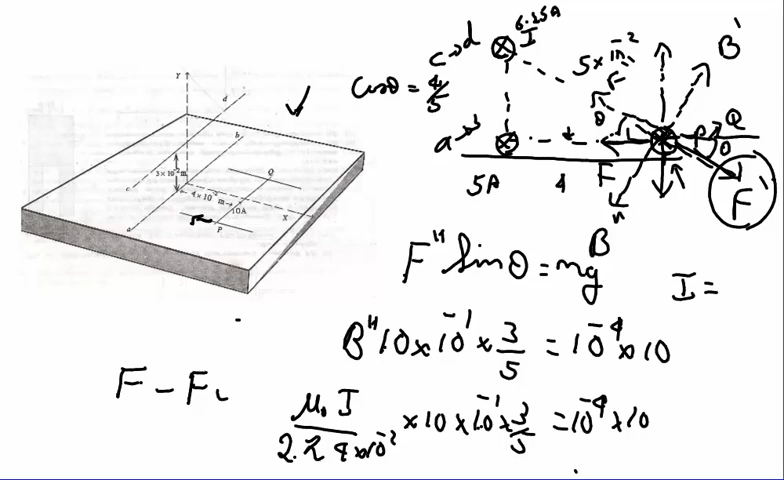 Y
d
b
c
3×10⁻²m
4×10⁻²m
10A
Q
X
P
a
6.25A
I
c → d
cosθ = 4/5
5×10⁻²
B'
a → b
θ
Q
P
θ
5A
4
F
F'
B
F'' sinθ = mg
I =
B'' 10×10⁻¹ × 3/5 = 10⁻⁴×10
F - F
μ₀ I / 2.π 4×10⁻² × 10 × 10⁻¹ × 3/5 = 10⁻⁴×10